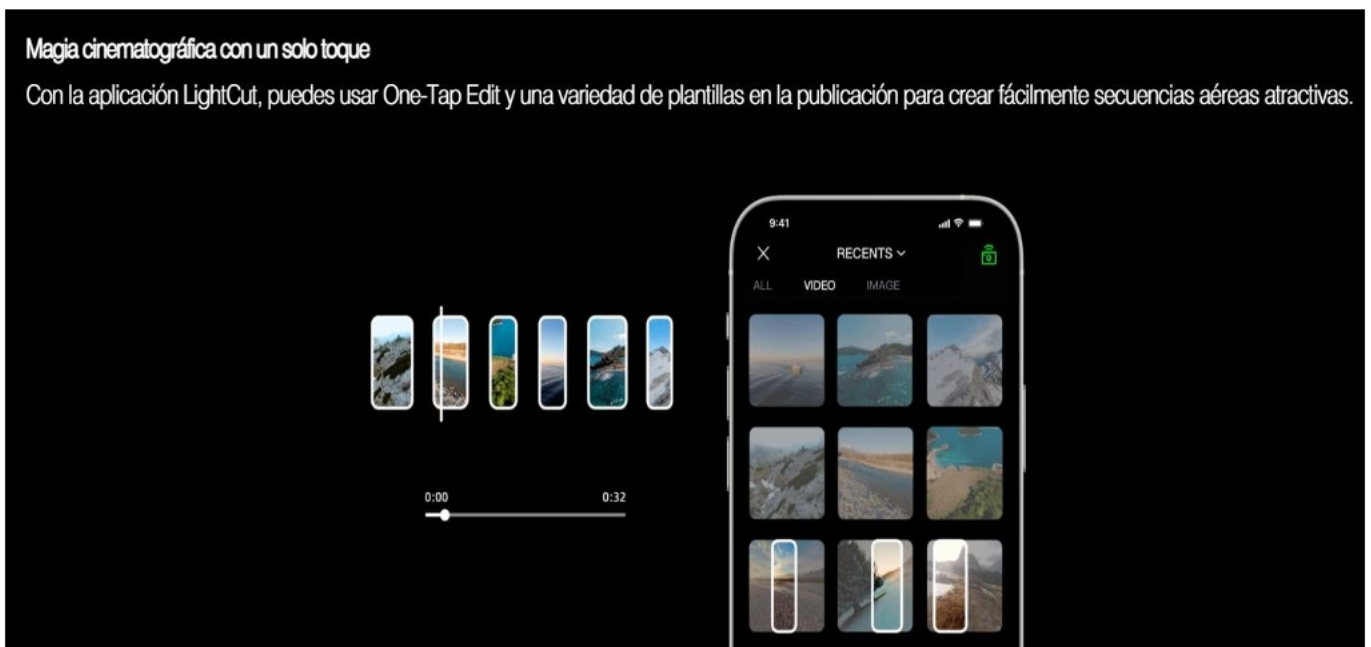 Magia cinematográfica con un solo toque
Con la aplicación LightCut, puedes usar One-Tap Edit y una variedad de plantillas en la publicación para crear fácilmente secuencias aéreas atractivas.
9:41
RECENTS
ALL VIDEO IMAGE
0:00 0:32